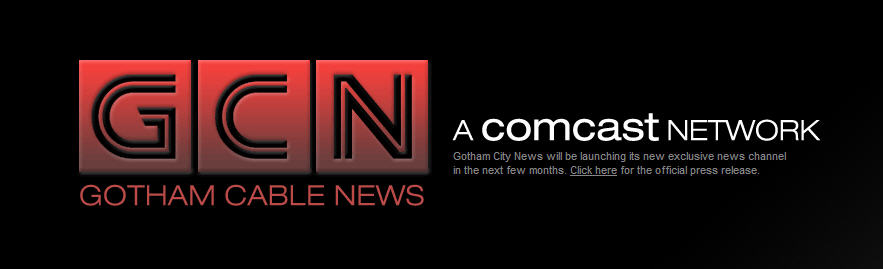 GCN
GOTHAM CABLE NEWS
A comcast NETWORK
Gotham City News will be launching its new exclusive news channel
in the next few months. Click here for the official press release.